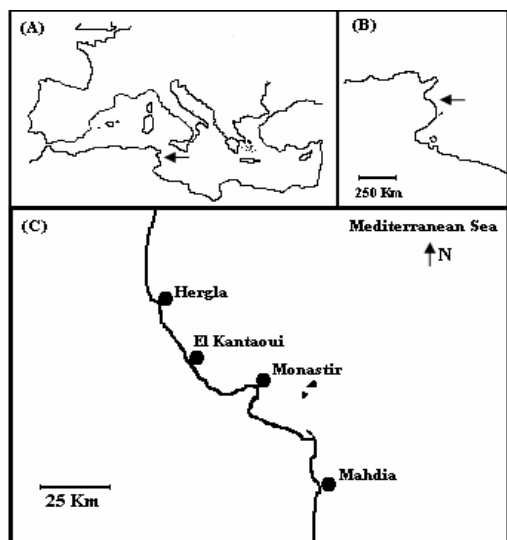 (A)
(B)
250 Km
(C)
Mediterranean Sea
N
Hergla
El Kantaoui
Monastir
Mahdia
25 Km